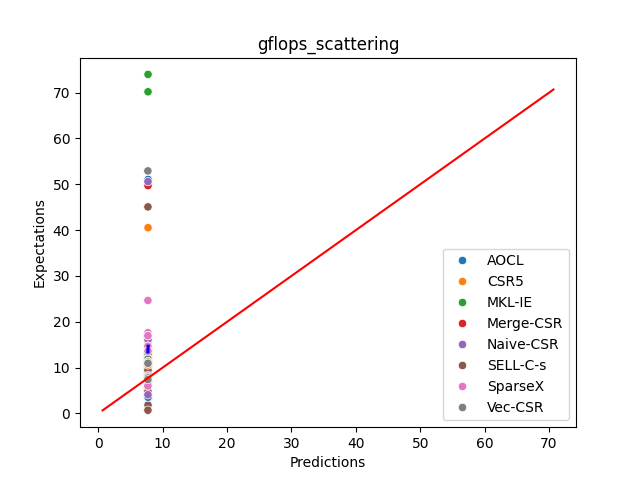 gflops_scattering
70
60
50
40
30
20
10
0
Expectations
0 10 20 30 40 50 60 70
Predictions
AOCL
CSR5
MKL-IE
Merge-CSR
Naive-CSR
SELL-C-s
SparseX
Vec-CSR